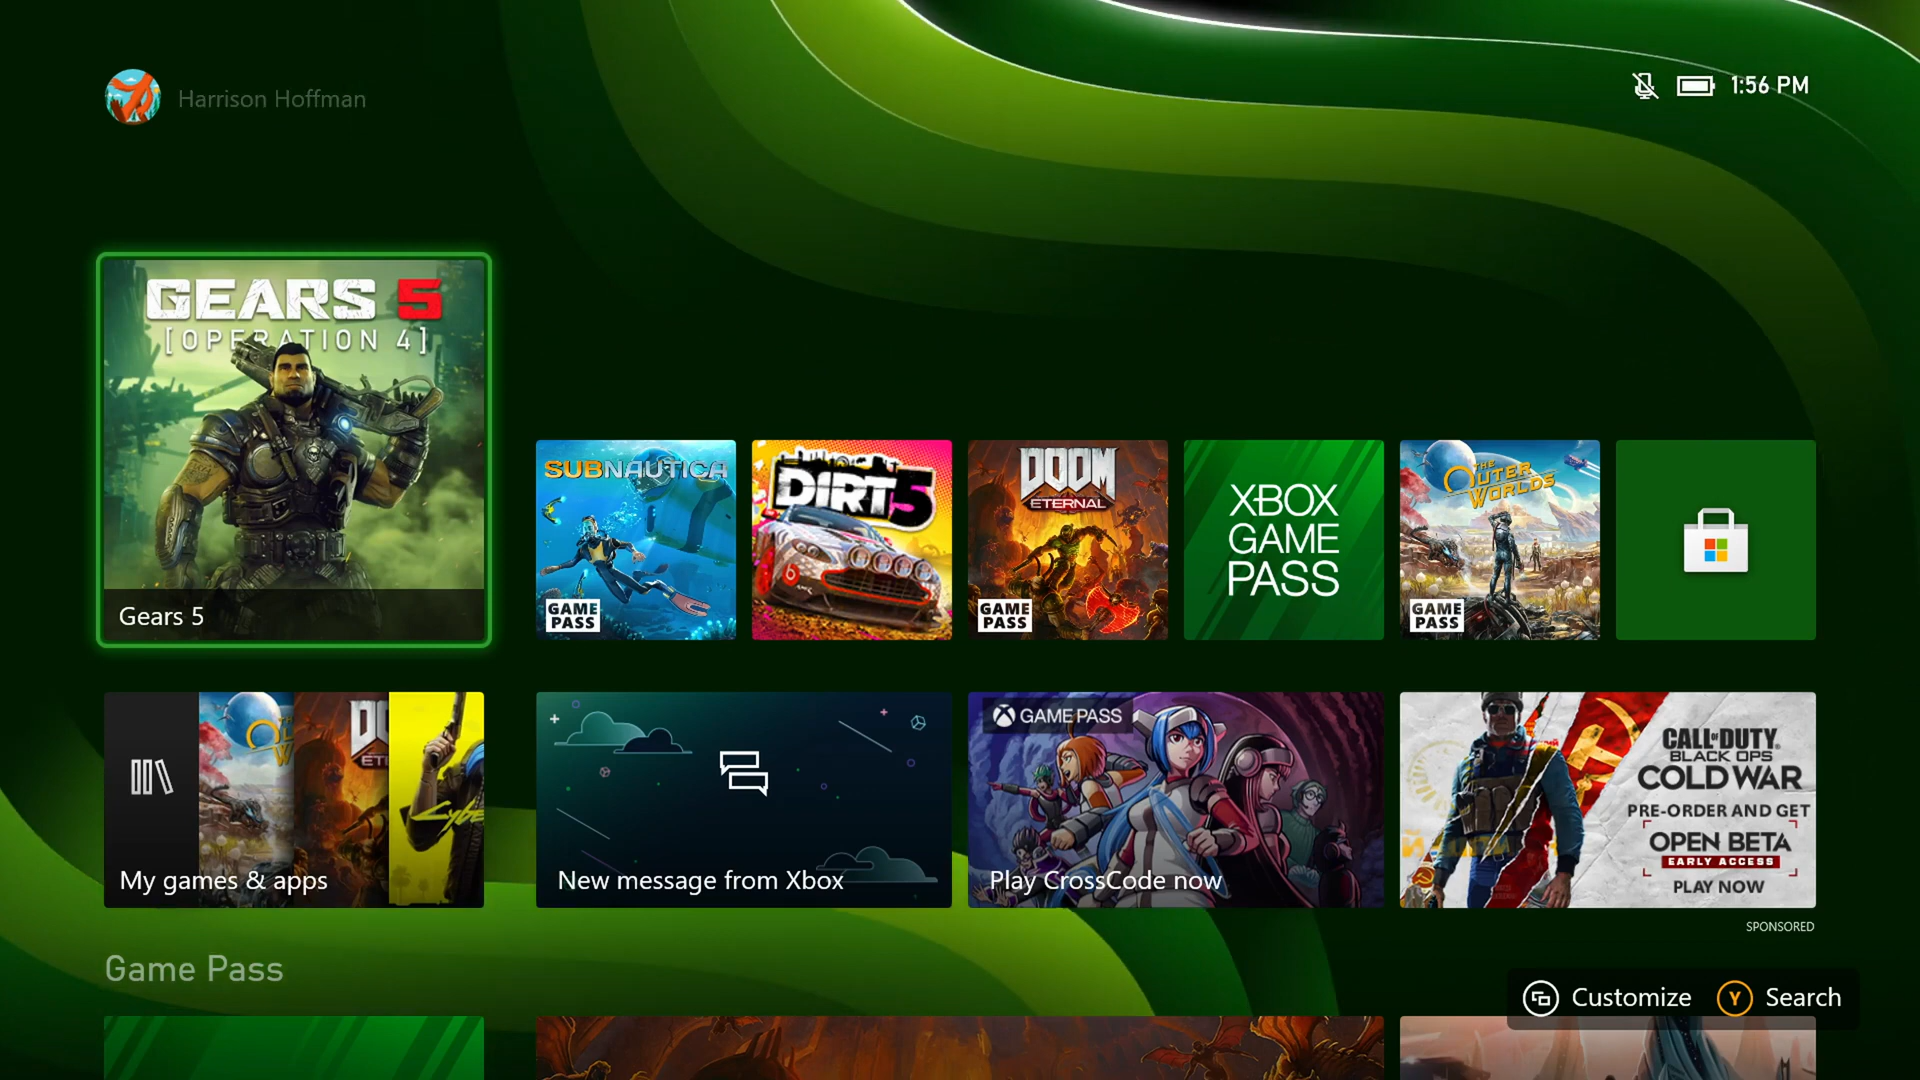 Harrison Hoffman
1:56 PM
GEARS 5
[OPERATION 4]
Gears 5
SUBNAUTICA
GAME
PASS
DIRT 5
DOOM
ETERNAL
GAME
PASS
XBOX
GAME
PASS
THE
OUTER
WORLDS
GAME
PASS
My games & apps
New message from Xbox
GAME PASS
Play CrossCode now
CALL OF DUTY
BLACK OPS
COLD WAR
PRE-ORDER AND GET
OPEN BETA
EARLY ACCESS
PLAY NOW
SPONSORED
Game Pass
Customize
Y
Search